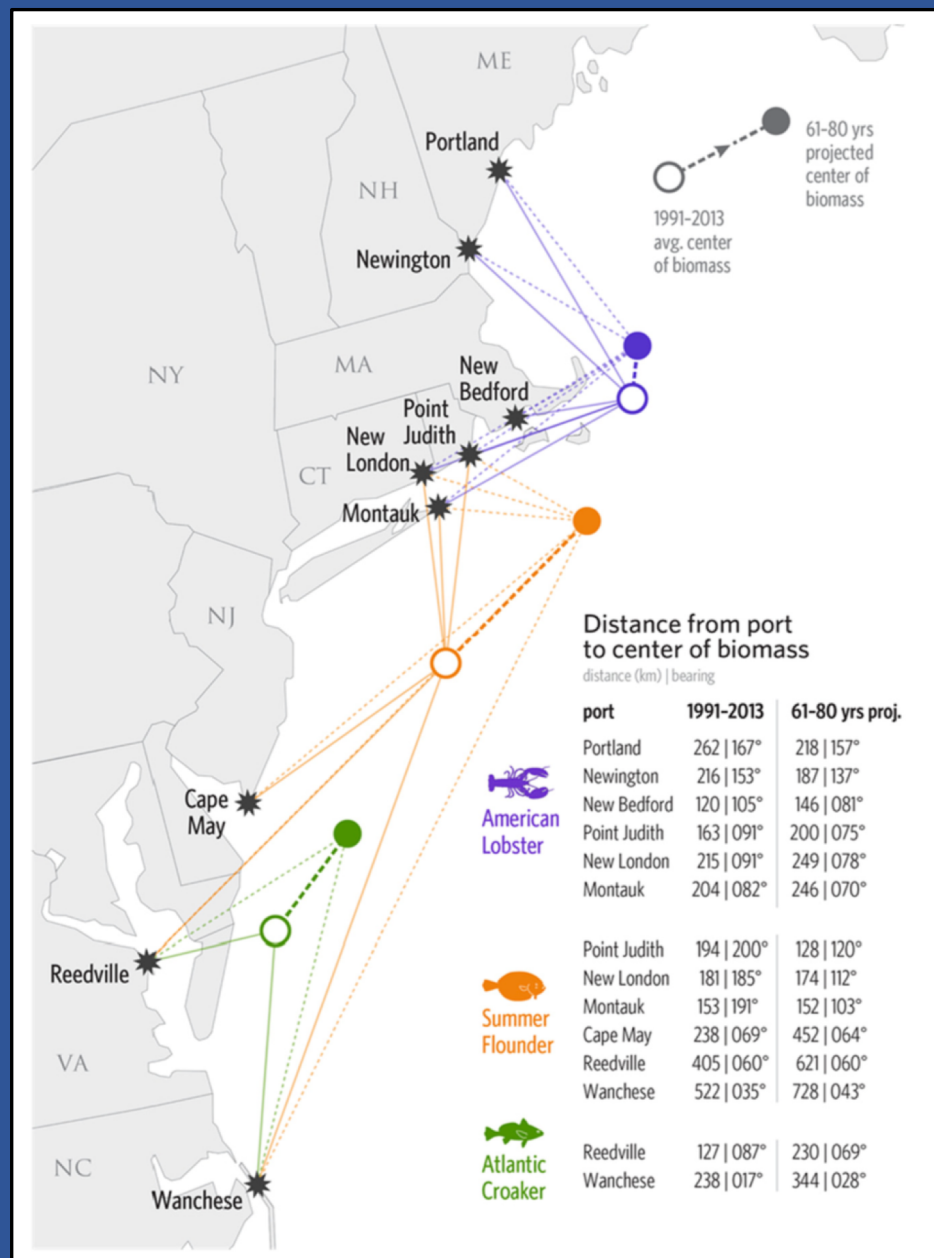 ME
Portland
NH
Newington
61-80 yrs
projected
center of
biomass
1991-2013
avg. center
of biomass
NY
MA
New
Bedford
Point
Judith
New
London
CT
Montauk
NJ
Cape
May
Reedville
VA
NC
Wanchese
Distance from port
to center of biomass
distance (km) | bearing
port 1991-2013 61-80 yrs proj.
American
Lobster
Portland 262 | 167° 218 | 157°
Newington 216 | 153° 187 | 137°
New Bedford 120 | 105° 146 | 081°
Point Judith 163 | 091° 200 | 075°
New London 215 | 091° 249 | 078°
Montauk 204 | 082° 246 | 070°
Summer
Flounder
Point Judith 194 | 200° 128 | 120°
New London 181 | 185° 174 | 112°
Montauk 153 | 191° 152 | 103°
Cape May 238 | 069° 452 | 064°
Reedville 405 | 060° 621 | 060°
Wanchese 522 | 035° 728 | 043°
Atlantic
Croaker
Reedville 127 | 087° 230 | 069°
Wanchese 238 | 017° 344 | 028°